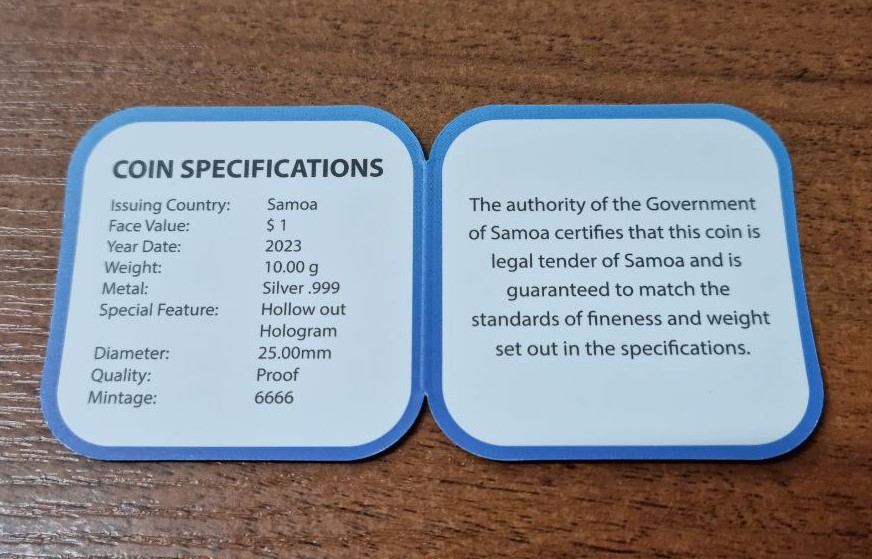 COIN SPECIFICATIONS
Issuing Country: Samoa
Face Value: $ 1
Year Date: 2023
Weight: 10.00 g
Metal: Silver .999
Special Feature: Hollow out
Hologram
Diameter: 25.00mm
Quality: Proof
Mintage: 6666
The authority of the Government
of Samoa certifies that this coin is
legal tender of Samoa and is
guaranteed to match the
standards of fineness and weight
set out in the specifications.